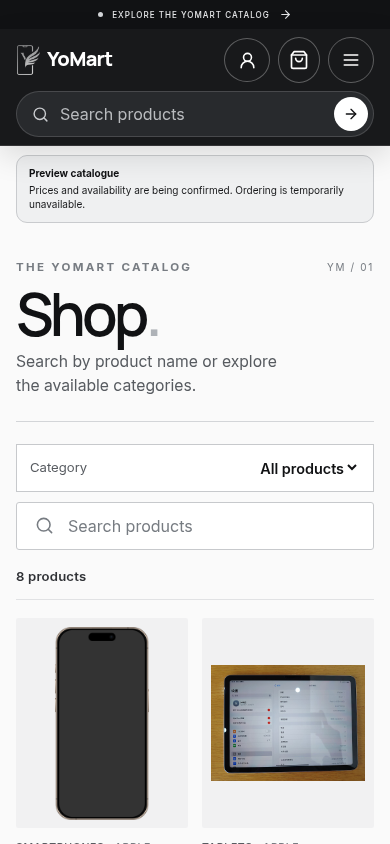 EXPLORE THE YOMART CATALOG
YoMart
Search products
Preview catalogue
Prices and availability are being confirmed. Ordering is temporarily
unavailable.
THE YOMART CATALOG
YM / 01
Shop.
Search by product name or explore
the available categories.
Category
All products
Search products
8 products